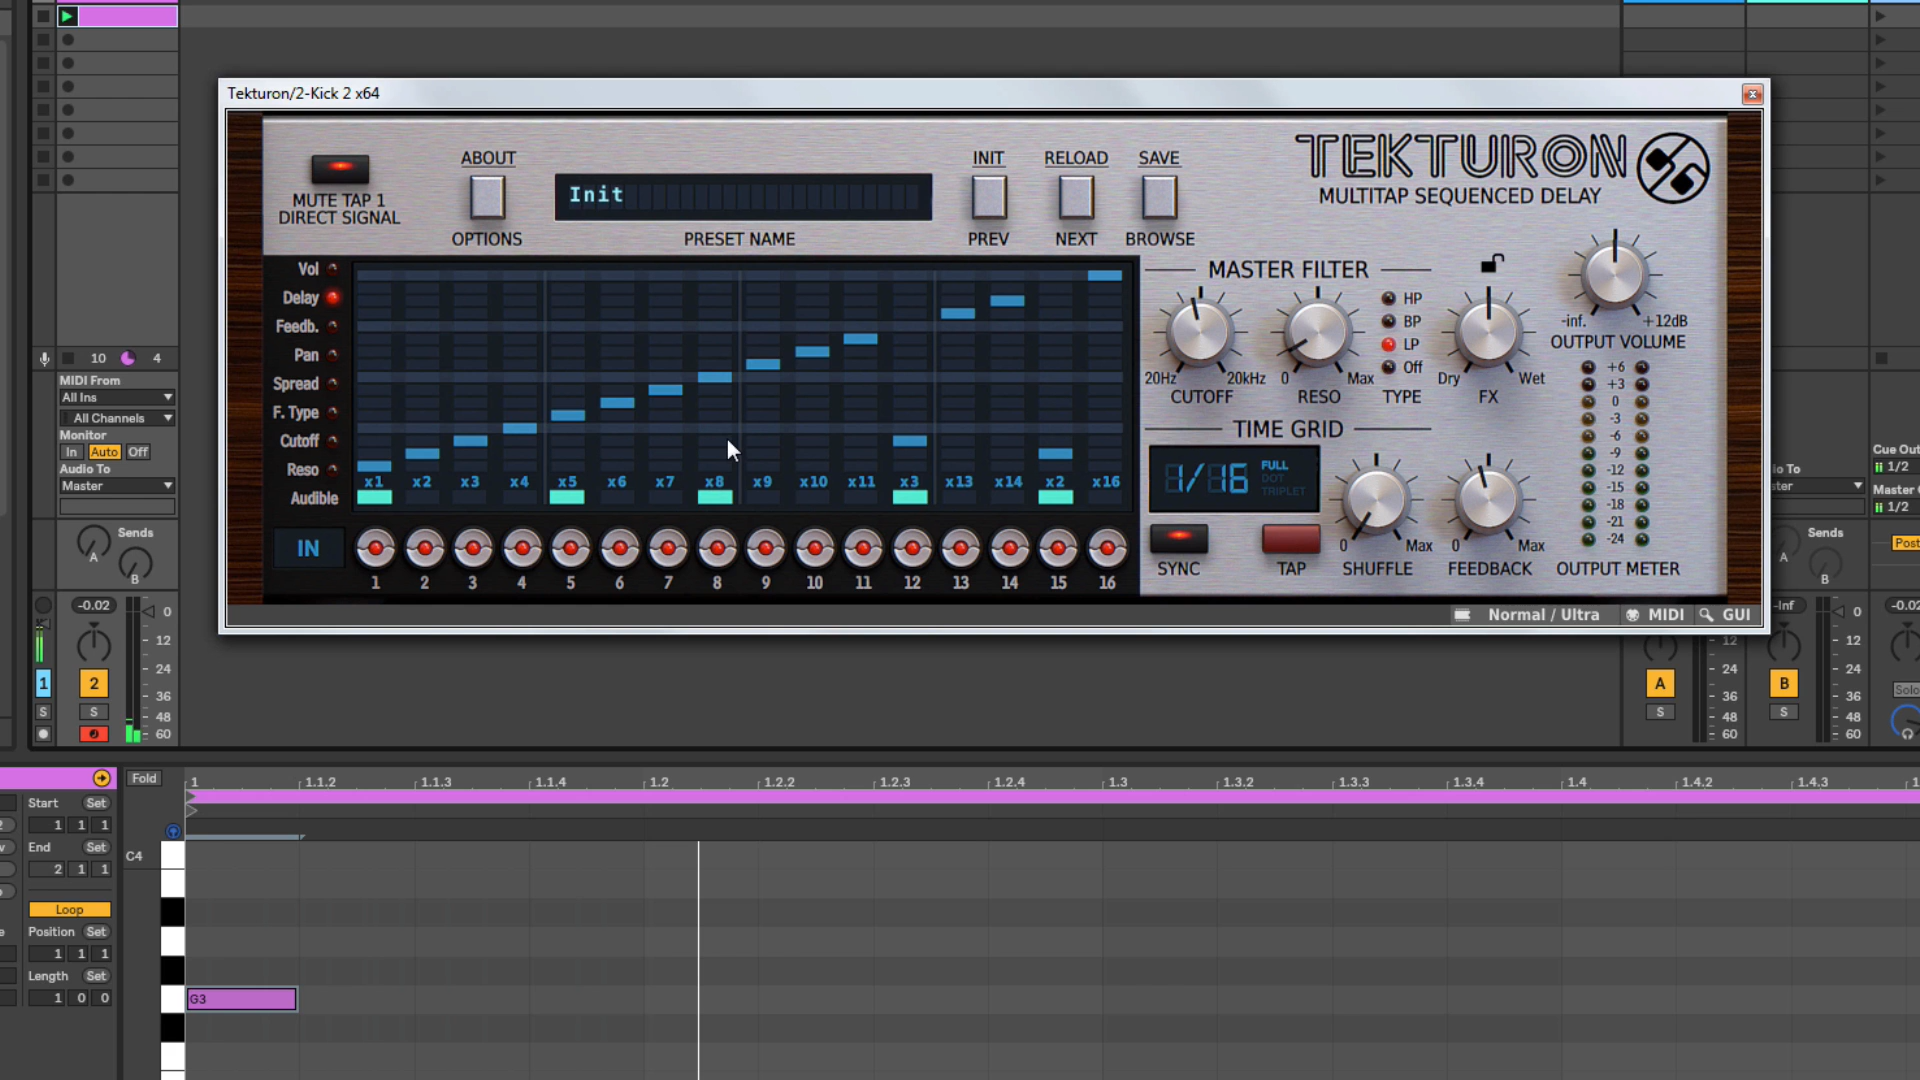 Tekturon/2-Kick 2 x64
MUTE TAP 1
DIRECT SIGNAL
ABOUT
OPTIONS
Init
PRESET NAME
INIT
PREV
RELOAD
NEXT
SAVE
BROWSE
TEKTURON
MULTITAP SEQUENCED DELAY
Vol
Delay
Feedb.
Pan
Spread
F. Type
Cutoff
Reso
Audible
x1 x2 x3 x4 x5 x6 x7 x8 x9 x10 x11 x3 x13 x14 x2 x16
IN
1 2 3 4 5 6 7 8 9 10 11 12 13 14 15 16
MASTER FILTER
20Hz 20kHz
CUTOFF
0 Max
RESO
HP
BP
LP
Off
TYPE
Dry Wet
FX
-inf. +12dB
OUTPUT VOLUME
TIME GRID
1/16
FULL
DOT
TRIPLET
SYNC
TAP
0 Max
SHUFFLE
0 Max
FEEDBACK
+6
+3
0
-3
-6
-9
-12
-15
-18
-21
-24
OUTPUT METER
Normal / Ultra
MIDI
GUI
10 4
MIDI From
All Ins
All Channels
Monitor
In Auto Off
Audio To
Master
Sends
A
B
-0.02
0
12
24
36
48
60
1
2
S
S
Cue Out
1/2
Master
1/2
Sends
A
B
Post
-Inf
-0.02
0
0
12
12
24
24
36
36
48
48
60
60
A
B
S
S
Solo
Start Set
1 1 1
End Set
2 1 1
Loop
Position Set
1 1 1
Length Set
1 0 0
Fold
1 1.1.2 1.1.3 1.1.4 1.2 1.2.2 1.2.3 1.2.4 1.3 1.3.2 1.3.3 1.3.4 1.4 1.4.2 1.4.3
C4
G3